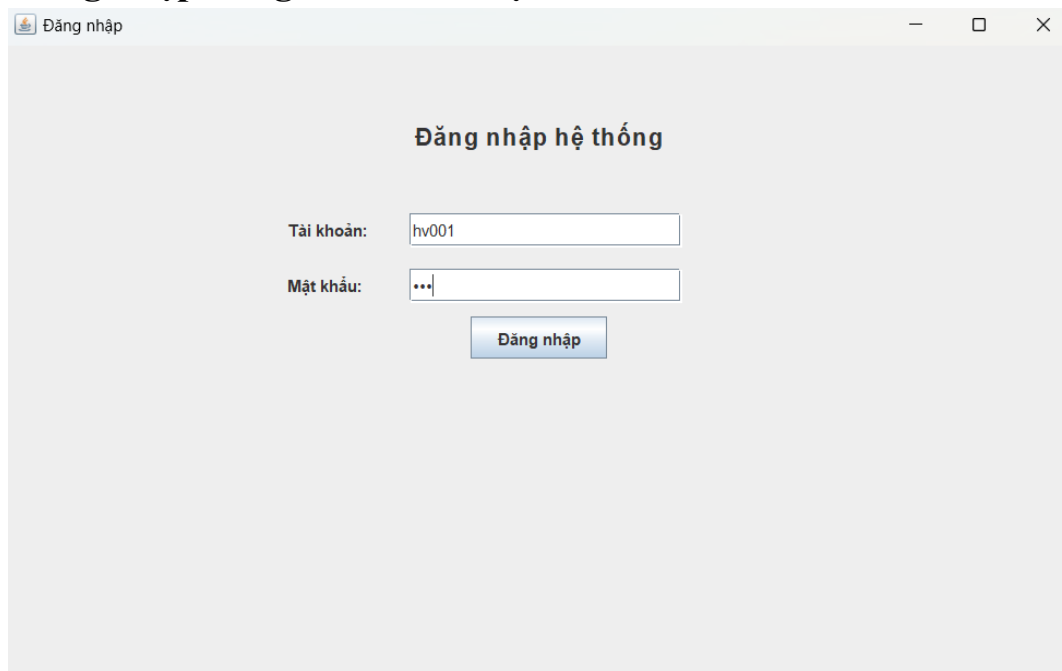 Đăng nhập
Đăng nhập hệ thống
Tài khoản: hv001
Mật khẩu: •••
Đăng nhập